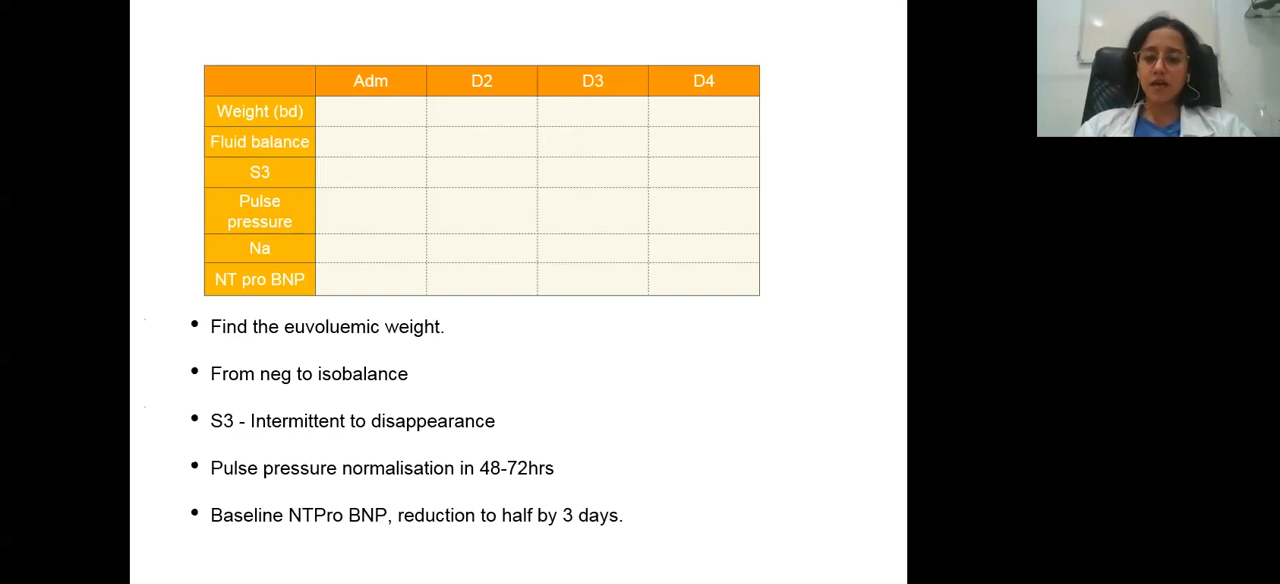 Adm D2 D3 D4
Weight (bd)
Fluid balance
S3
Pulse
pressure
Na
NT pro BNP
• Find the euvoluemic weight.
• From neg to isobalance
• S3 - Intermittent to disappearance
• Pulse pressure normalisation in 48-72hrs
• Baseline NTPro BNP, reduction to half by 3 days.